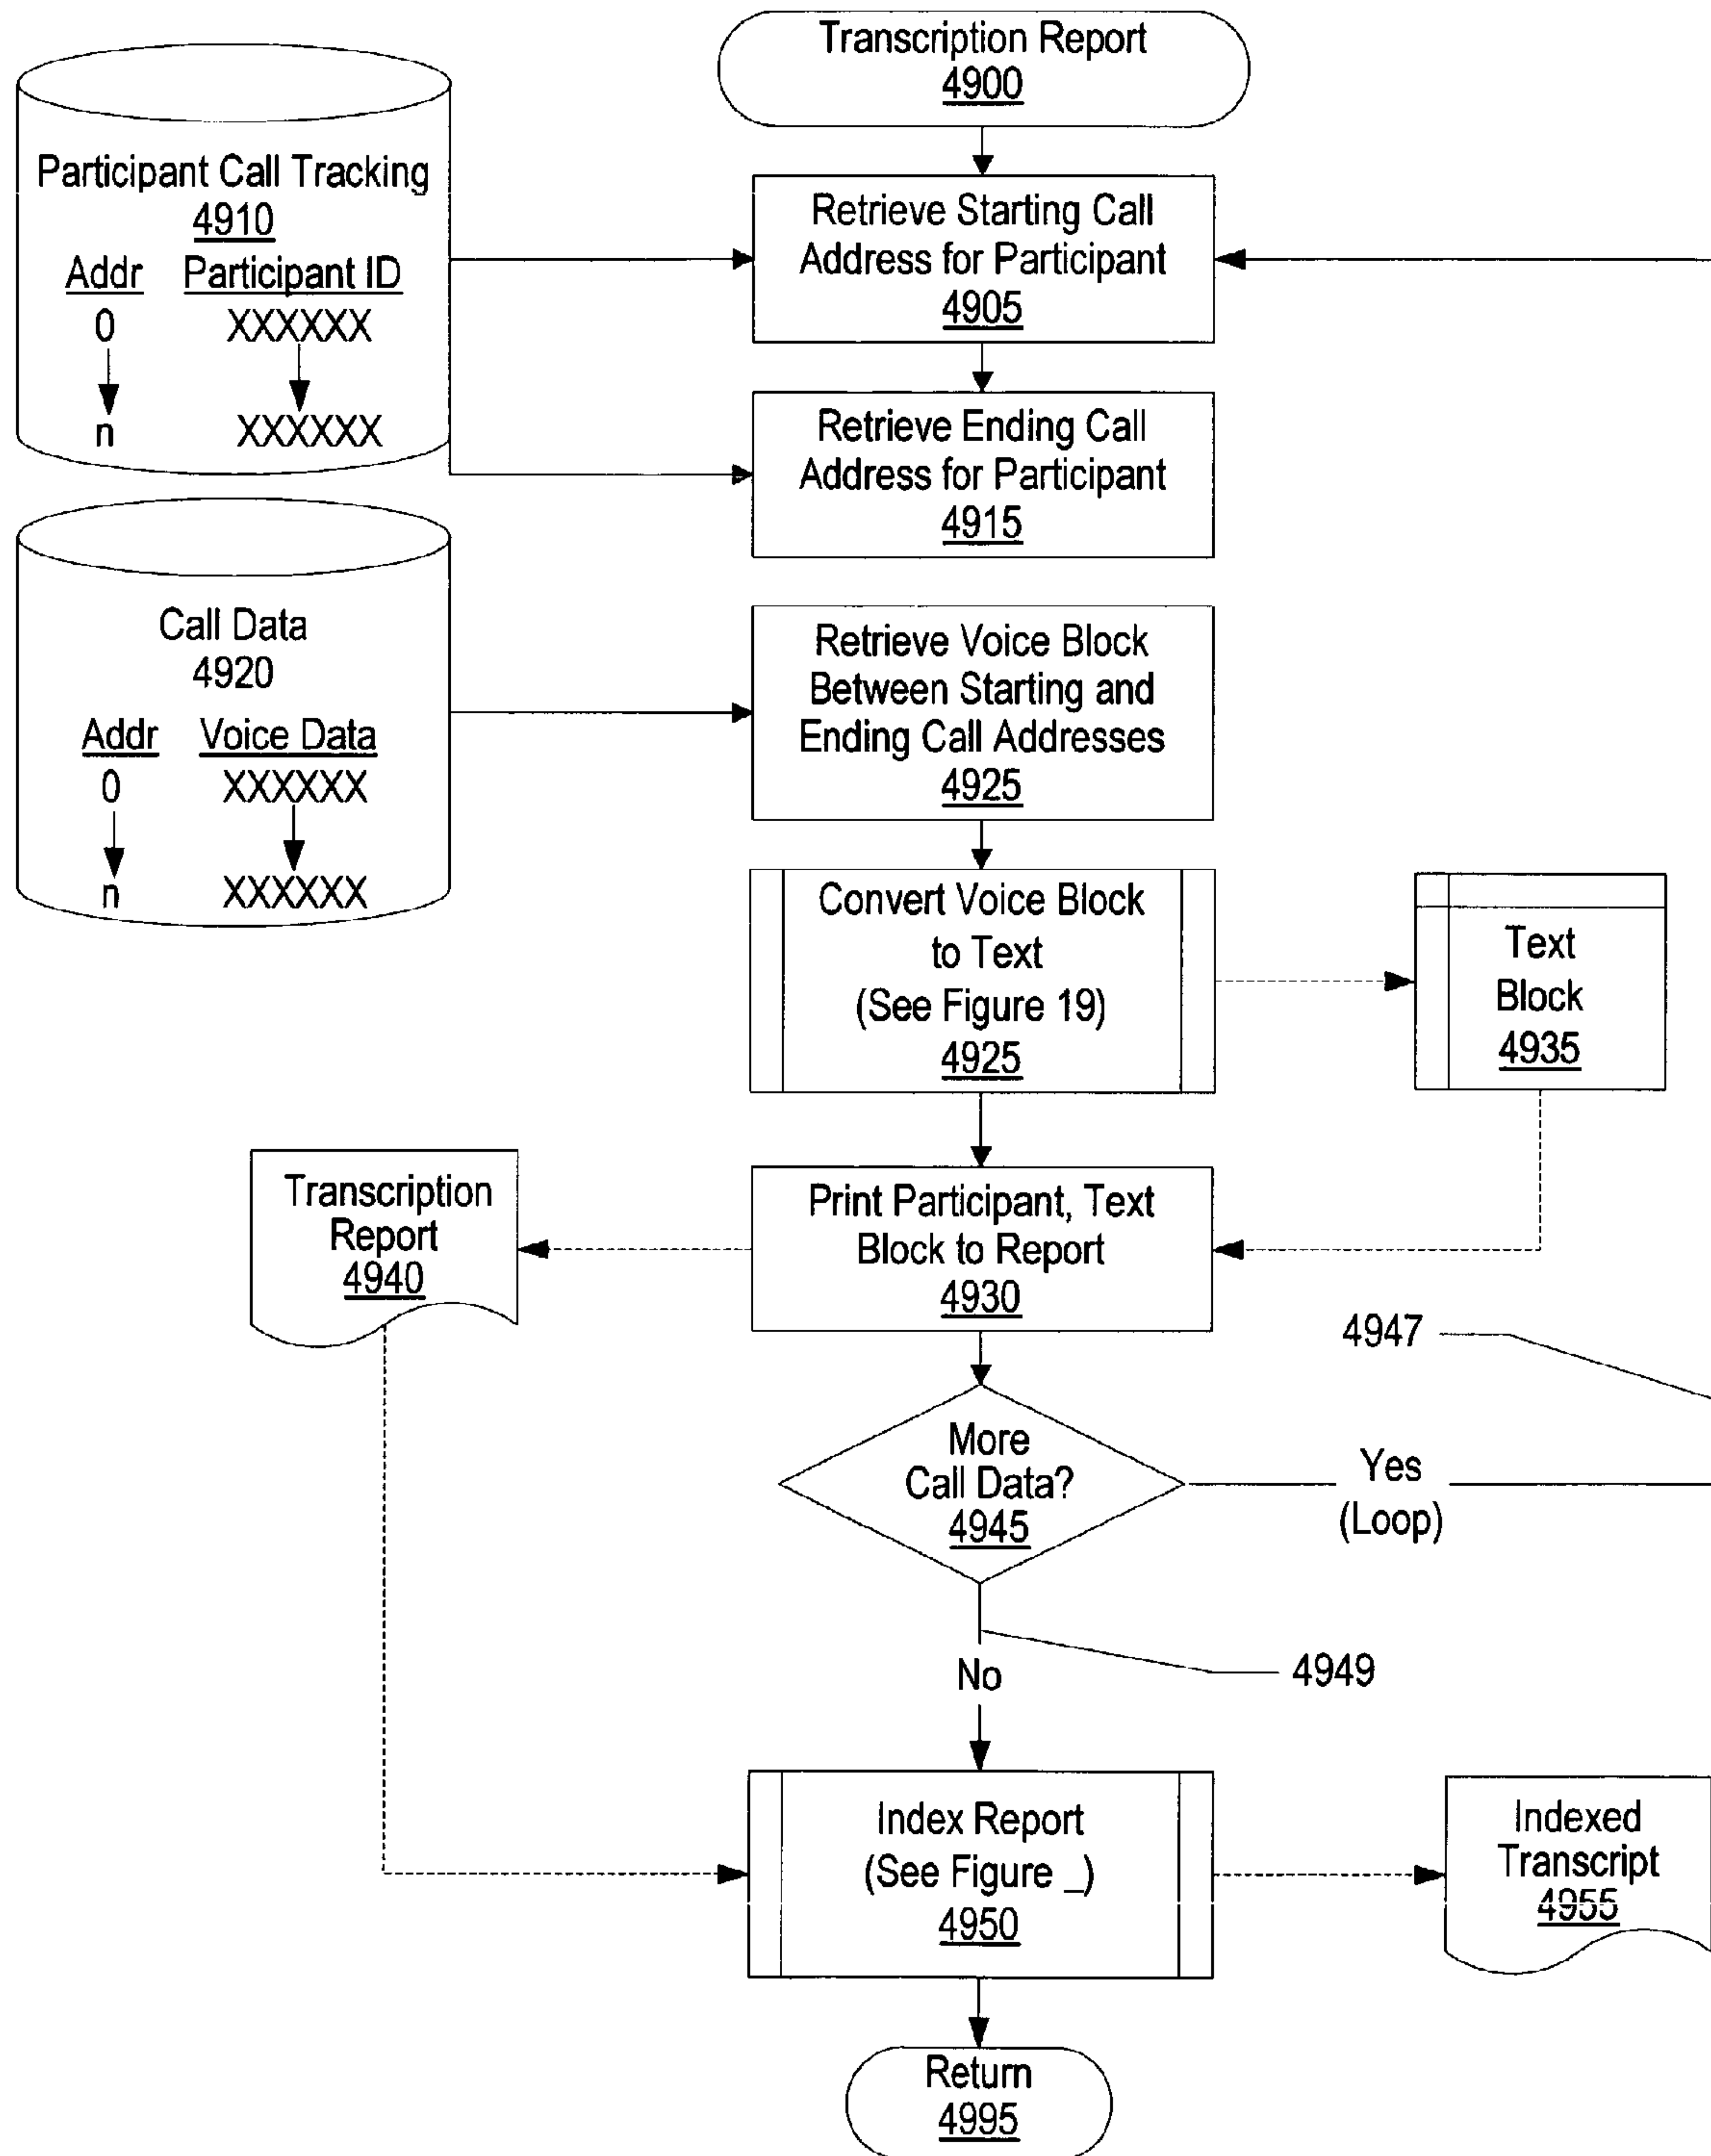 Transcription Report
4900
Participant Call Tracking
4910
Addr Participant ID
0 XXXXXX
n XXXXXX
Retrieve Starting Call
Address for Participant
4905
Retrieve Ending Call
Address for Participant
4915
Call Data
4920
Addr Voice Data
0 XXXXXX
n XXXXXX
Retrieve Voice Block
Between Starting and
Ending Call Addresses
4925
Convert Voice Block
to Text
(See Figure 19)
4925
Text
Block
4935
Transcription
Report
4940
Print Participant, Text
Block to Report
4930
4947
More
Call Data?
4945
Yes
(Loop)
4949
No
Index Report
(See Figure _)
4950
Indexed
Transcript
4955
Return
4995